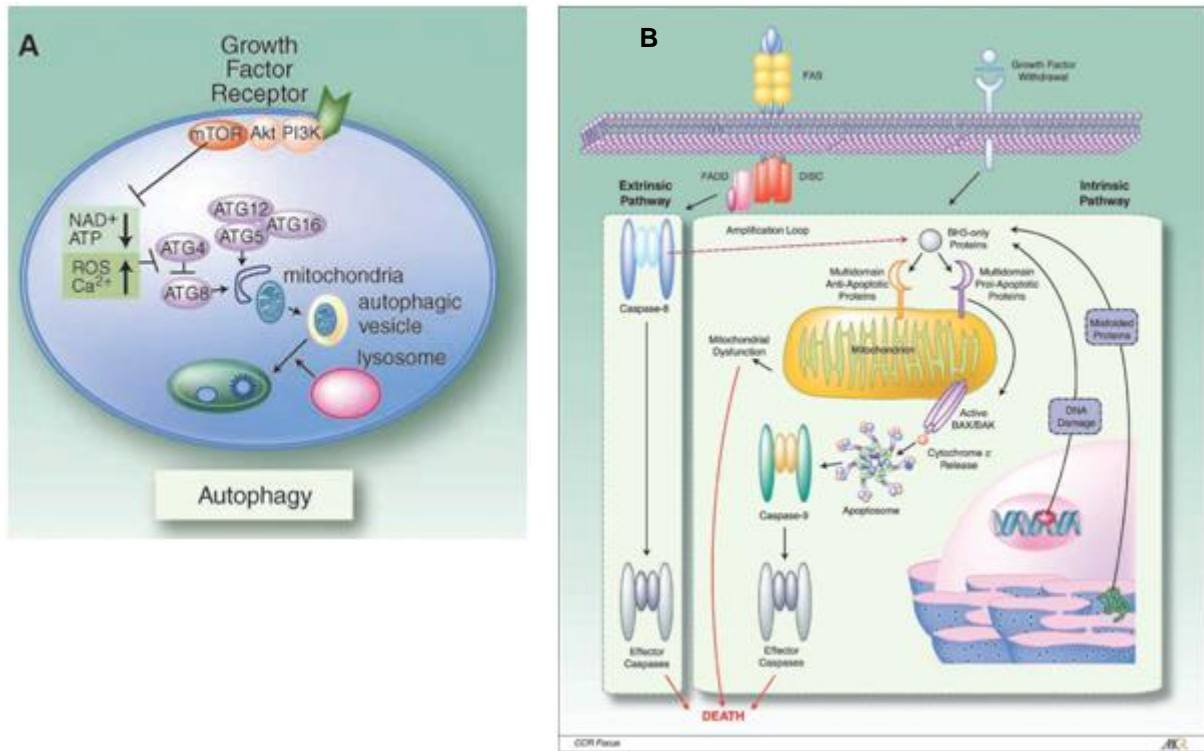 A
Growth
Factor
Receptor
mTOR Akt PI3K
NAD+
ATP
ROS
Ca2+
ATG12
ATG5
ATG16
ATG4
ATG8
mitochondria
autophagic
vesicle
lysosome
Autophagy
B
FAS
Growth Factor
Withdrawal
FADD
DISC
Extrinsic
Pathway
Intrinsic
Pathway
Amplification Loop
BH3-only
Proteins
Caspase-8
Multidomain
Anti-Apoptotic
Proteins
Multidomain
Proi-Apoptotic
Proteins
Mitochondrial
Dysfunction
Mitochondrion
Misfolded
Proteins
DNA
Damage
Active
BAX/BAK
Cytochrome c
Release
Caspase-9
Apoptosome
Effector
Caspases
Effector
Caspases
DEATH
CCR Focus